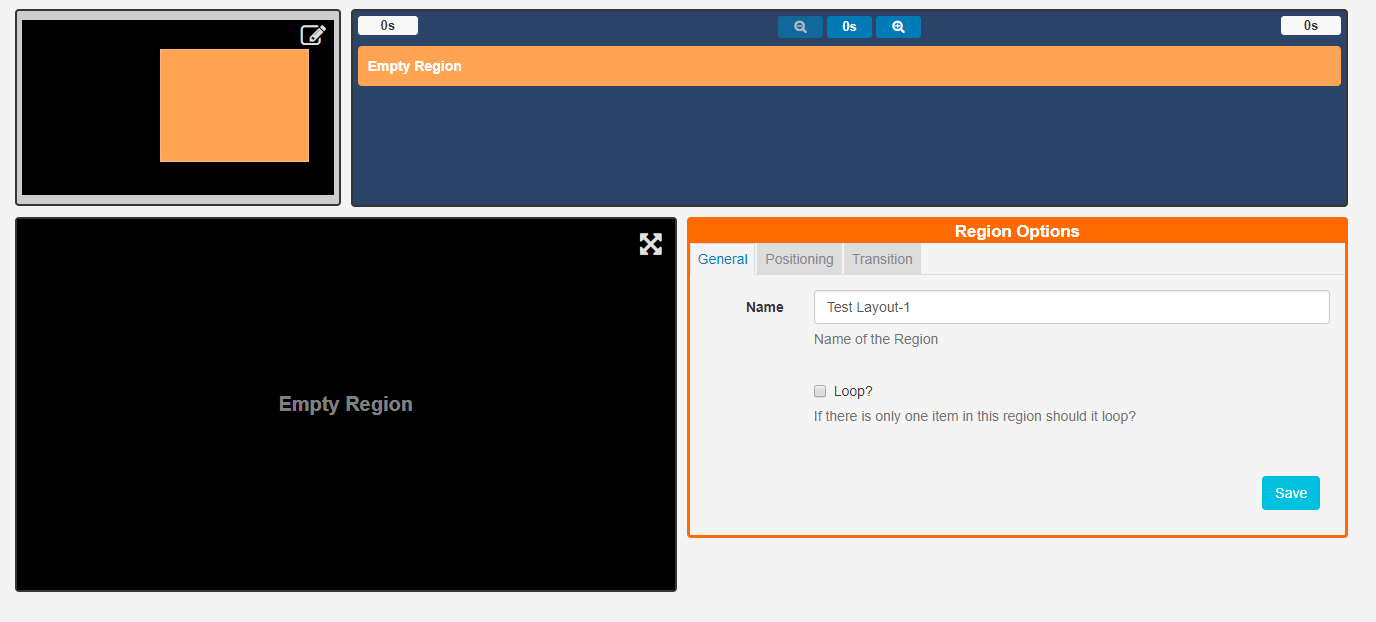 0s 0s 0s
Empty Region
Empty Region
Region Options
General Positioning Transition
Name Test Layout-1
Name of the Region
Loop?
If there is only one item in this region should it loop?
Save